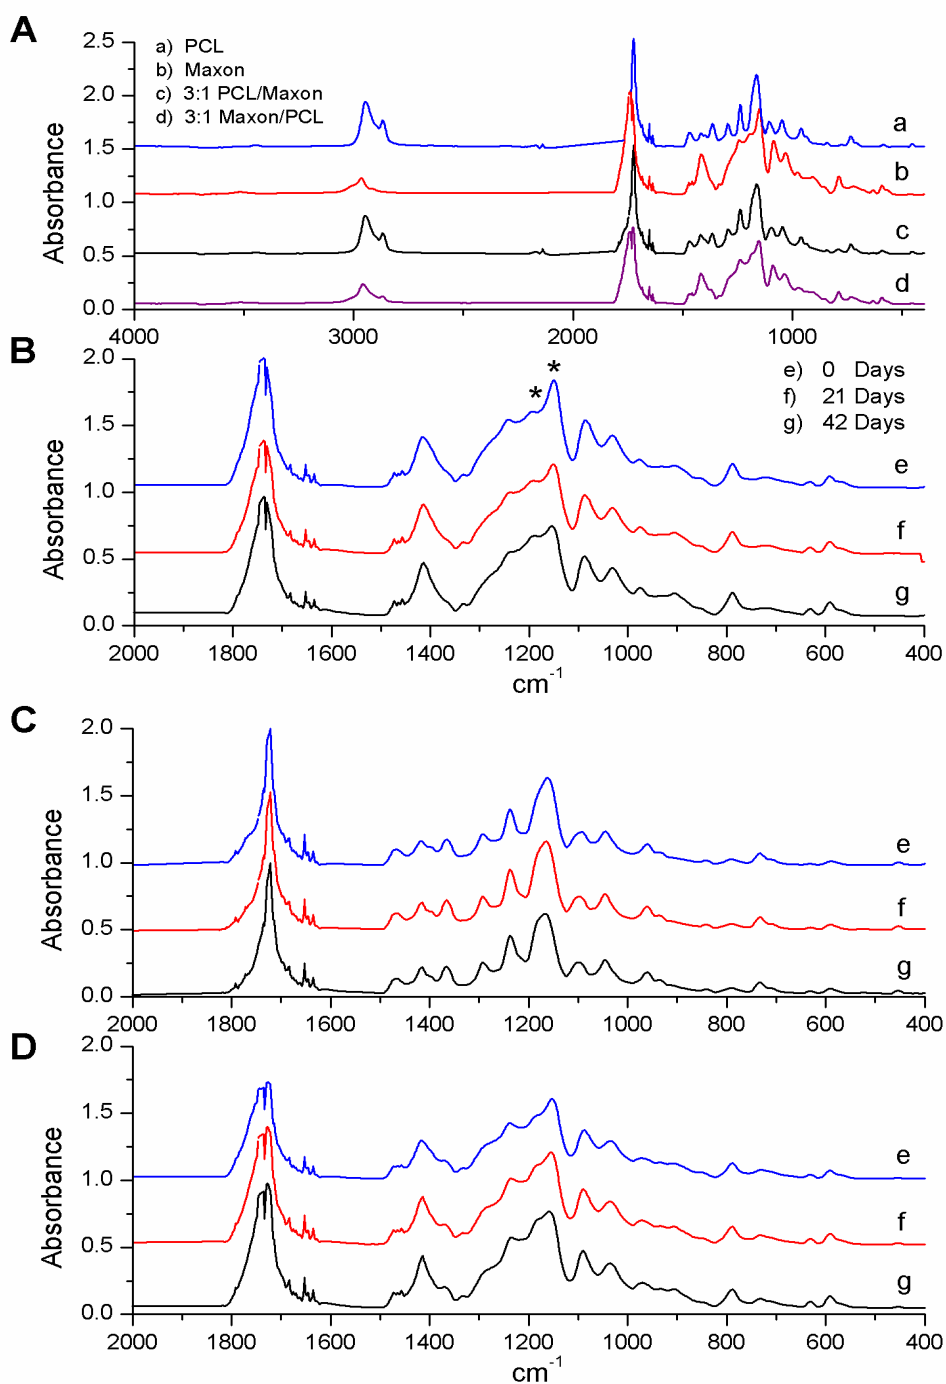 A
a) PCL
b) Maxon
c) 3:1 PCL/Maxon
d) 3:1 Maxon/PCL
Absorbance
2.5
2.0
1.5
1.0
0.5
0.0
a
b
c
d
4000 3000 2000 1000
B
e) 0 Days
f) 21 Days
g) 42 Days
* *
Absorbance
2.0
1.5
1.0
0.5
0.0
e
f
g
2000 1800 1600 1400 1200 1000 800 600 400
cm-1
C
Absorbance
2.0
1.5
1.0
0.5
0.0
e
f
g
2000 1800 1600 1400 1200 1000 800 600 400
D
Absorbance
2.0
1.5
1.0
0.5
0.0
e
f
g
2000 1800 1600 1400 1200 1000 800 600 400
cm-1